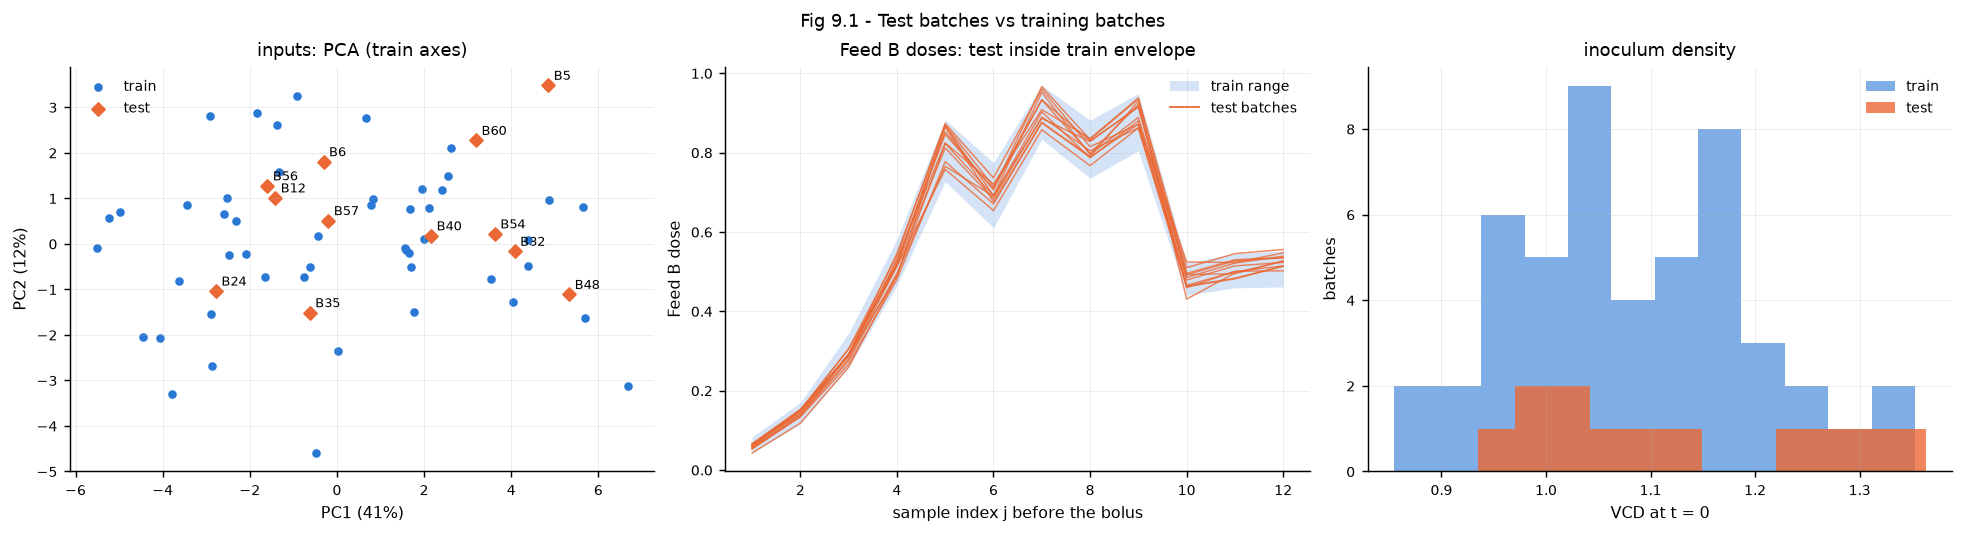 Fig 9.1 - Test batches vs training batches
inputs: PCA (train axes)
train
test
B5
B60
B6
B56
B12
B57
B40
B54
B32
B24
B48
B35
3
2
1
0
−1
−2
−3
−4
−5
PC2 (12%)
−6
−4
−2
0
2
4
6
PC1 (41%)
Feed B doses: test inside train envelope
train range
test batches
1.0
0.8
0.6
0.4
0.2
0.0
Feed B dose
2
4
6
8
10
12
sample index j before the bolus
inoculum density
train
test
8
6
4
2
0
batches
0.9
1.0
1.1
1.2
1.3
VCD at t = 0